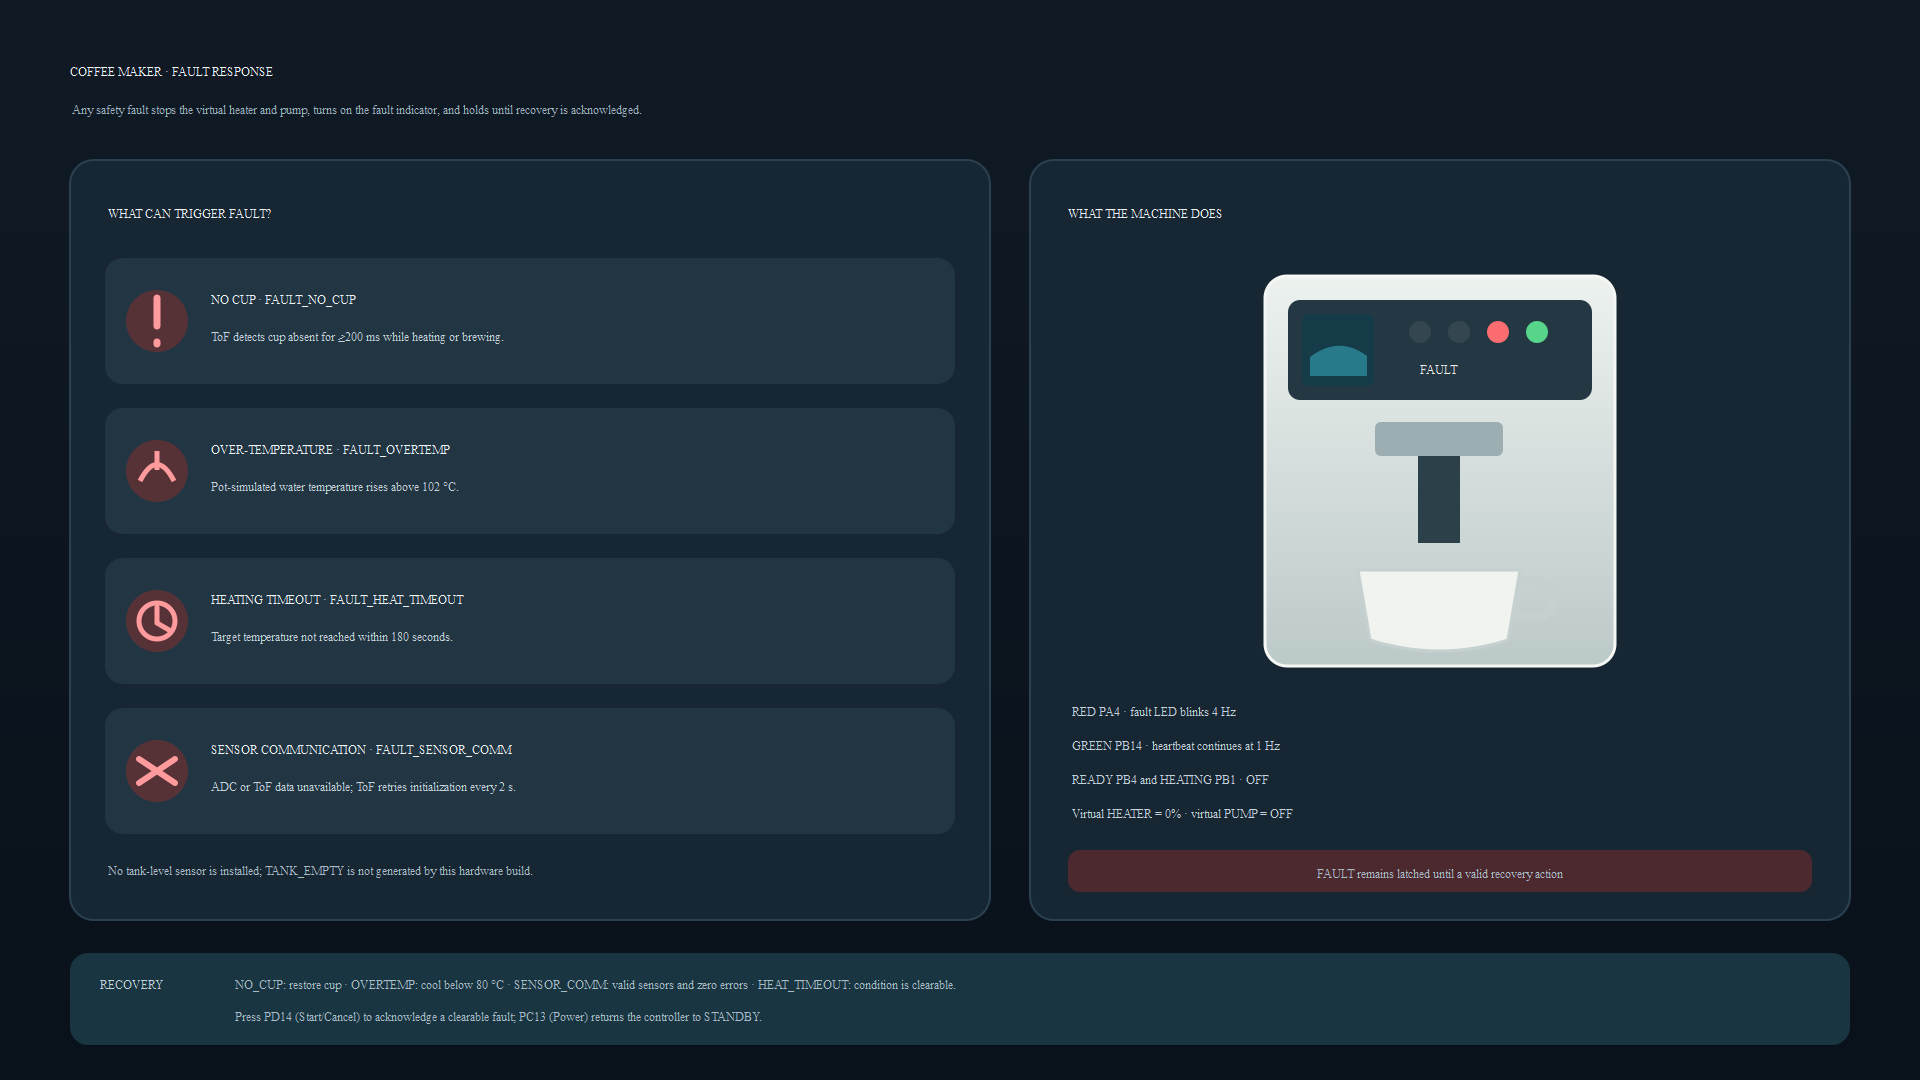 COFFEE MAKER · FAULT RESPONSE
Any safety fault stops the virtual heater and pump, turns on the fault indicator, and holds until recovery is acknowledged.
WHAT CAN TRIGGER FAULT?
NO CUP · FAULT_NO_CUP
ToF detects cup absent for ≥200 ms while heating or brewing.
OVER-TEMPERATURE · FAULT_OVERTEMP
Pot-simulated water temperature rises above 102 °C.
HEATING TIMEOUT · FAULT_HEAT_TIMEOUT
Target temperature not reached within 180 seconds.
SENSOR COMMUNICATION · FAULT_SENSOR_COMM
ADC or ToF data unavailable; ToF retries initialization every 2 s.
No tank-level sensor is installed; TANK_EMPTY is not generated by this hardware build.
WHAT THE MACHINE DOES
FAULT
RED PA4 · fault LED blinks 4 Hz
GREEN PB14 · heartbeat continues at 1 Hz
READY PB4 and HEATING PB1 · OFF
Virtual HEATER = 0% · virtual PUMP = OFF
FAULT remains latched until a valid recovery action
RECOVERY
NO_CUP: restore cup · OVERTEMP: cool below 80 °C · SENSOR_COMM: valid sensors and zero errors · HEAT_TIMEOUT: condition is clearable.
Press PD14 (Start/Cancel) to acknowledge a clearable fault; PC13 (Power) returns the controller to STANDBY.